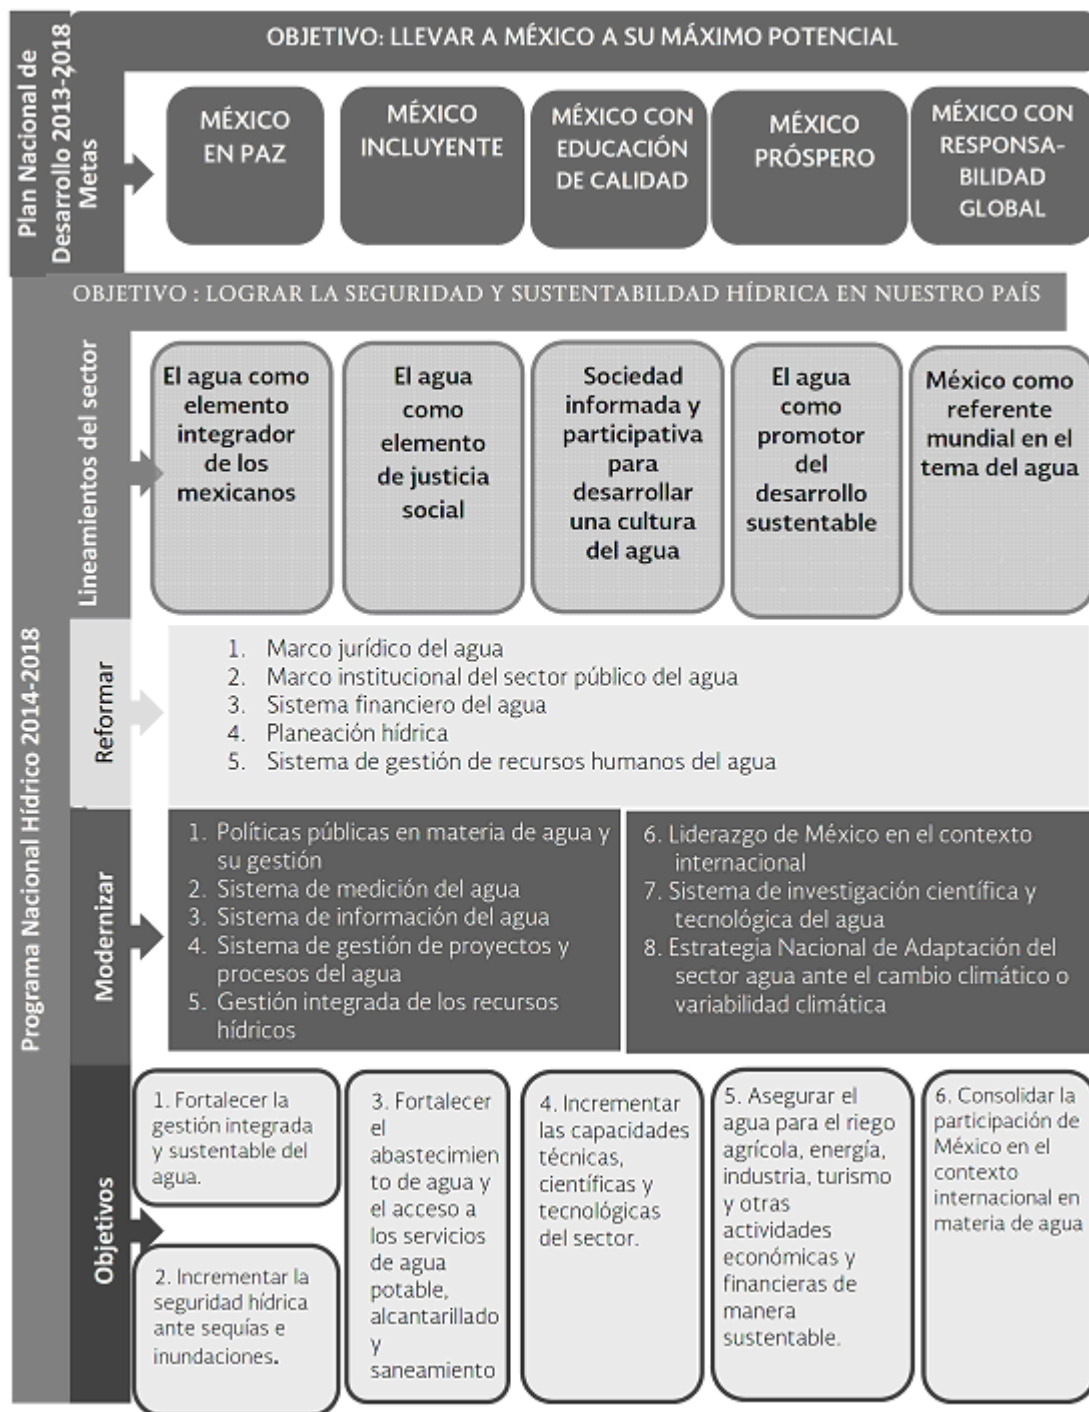 Plan Nacional de
Desarrollo 2013-2018
Metas
OBJETIVO: LLEVAR A MÉXICO A SU MÁXIMO POTENCIAL
MÉXICO
EN PAZ
MÉXICO
INCLUYENTE
MÉXICO CON
EDUCACIÓN
DE CALIDAD
MÉXICO
PRÓSPERO
MÉXICO CON
RESPONSA-
BILIDAD
GLOBAL
Programa Nacional Hídrico 2014-2018
OBJETIVO : LOGRAR LA SEGURIDAD Y SUSTENTABILDAD HÍDRICA EN NUESTRO PAÍS
Lineamientos del sector
El agua como
elemento
integrador
de los
mexicanos
El agua
como
elemento
de justicia
social
Sociedad
informada y
participativa
para
desarrollar
una cultura
del agua
El agua
como
promotor
del
desarrollo
sustentable
México como
referente
mundial en el
tema del agua
Reformar
1. Marco jurídico del agua
2. Marco institucional del sector público del agua
3. Sistema financiero del agua
4. Planeación hídrica
5. Sistema de gestión de recursos humanos del agua
Modernizar
1. Políticas públicas en materia de agua y
su gestión
2. Sistema de medición del agua
3. Sistema de información del agua
4. Sistema de gestión de proyectos y
procesos del agua
5. Gestión integrada de los recursos
hídricos
6. Liderazgo de México en el contexto
internacional
7. Sistema de investigación científica y
tecnológica del agua
8. Estrategia Nacional de Adaptación del
sector agua ante el cambio climático o
variabilidad climática
Objetivos
1. Fortalecer la
gestión integrada
y sustentable del
agua.
2. Incrementar la
seguridad hídrica
ante sequías e
inundaciones.
3. Fortalecer
el
abastecimien
to de agua y
el acceso a
los servicios
de agua
potable,
alcantarillado
y
saneamiento
4. Incrementar
las capacidades
técnicas,
científicas y
tecnológicas
del sector.
5. Asegurar el
agua para el riego
agrícola, energía,
industria, turismo
y otras
actividades
económicas y
financieras de
manera
sustentable.
6. Consolidar la
participación de
México en el
contexto
internacional en
materia de agua